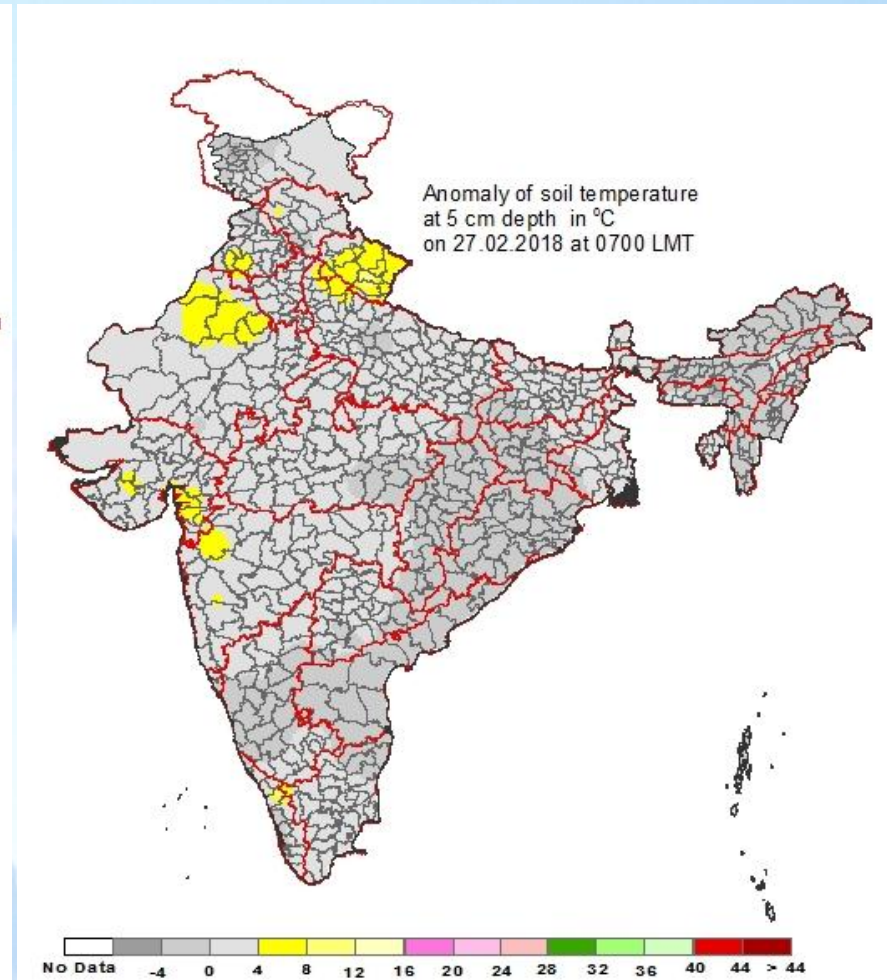 Anomaly of soil temperature
at 5 cm depth in ⁰C
on 27.02.2018 at 0700 LMT
No Data -4 0 4 8 12 16 20 24 28 32 36 40 44 > 44